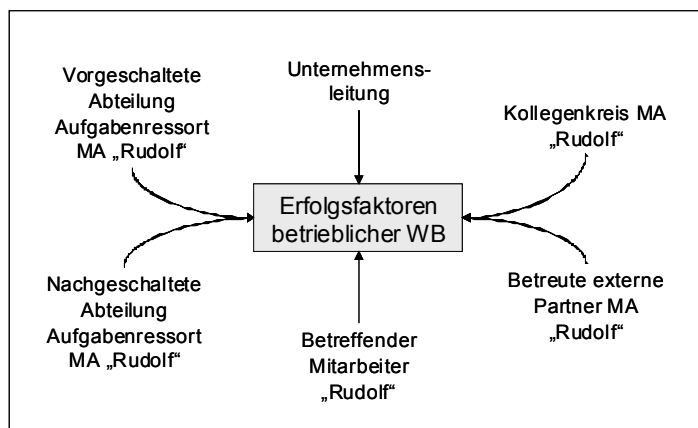 Vorgeschaltete
Abteilung
Aufgabenressort
MA „Rudolf“
Unternehmens-
leitung
Kollegenkreis MA
„Rudolf“
Erfolgsfaktoren
betrieblicher WB
Nachgeschaltete
Abteilung
Aufgabenressort
MA „Rudolf“
Betreffender
Mitarbeiter
„Rudolf“
Betreute externe
Partner MA
„Rudolf“